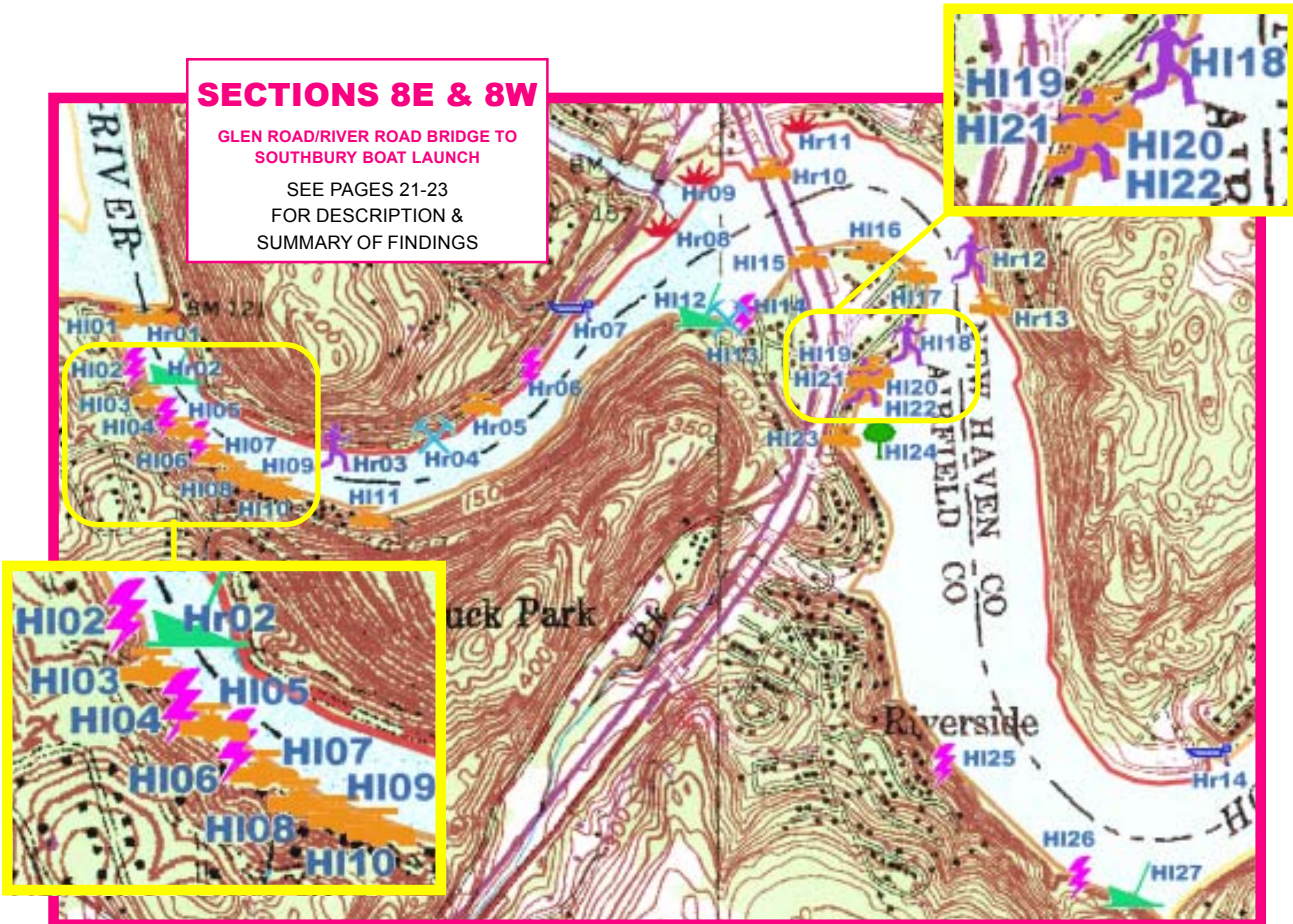 SECTIONS 8E & 8W
GLEN ROAD/RIVER ROAD BRIDGE TO
SOUTHBURY BOAT LAUNCH
SEE PAGES 21-23
FOR DESCRIPTION &
SUMMARY OF FINDINGS
HI18
HI19
HI21
HI20
HI22
RIVER
BM
Hr11
Hr10
Hr09
Hr08
HI16
HI15
Hr12
HI17
HI12
HI14
Hr13
HI01
Hr01
BM 121
400
Hr07
HI13
HI02
Hr02
HI19
HI18
Hr06
HI21
HI20
HI03
HI05
HI22
HI04
Hr05
HI07
350
HI23
HI24
HI06
HI09
Hr03
Hr04
HI08
150
HI10
HI11
NEW HAVEN CO
FAIRFIELD CO
HI02
Hr02
HI03
HI05
HI04
HI07
HI06
HI09
HI08
HI10
uck Park
400
BK
Riverside
HI25
Hr14
HO
HI26
HI27